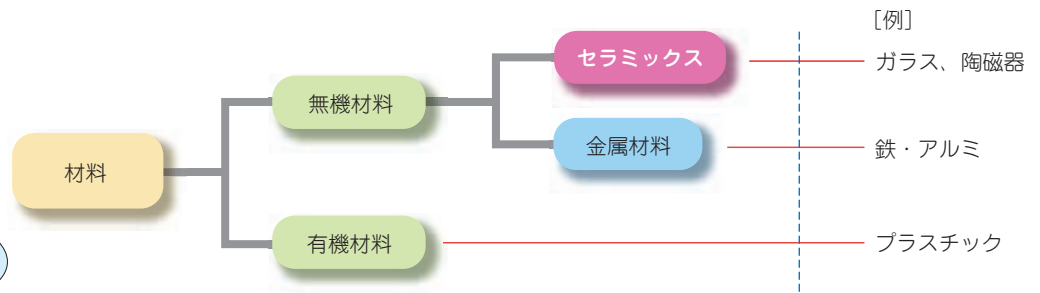 [例]
セラミックス
ガラス、陶磁器
無機材料
金属材料
鉄・アルミ
材料
有機材料
プラスチック